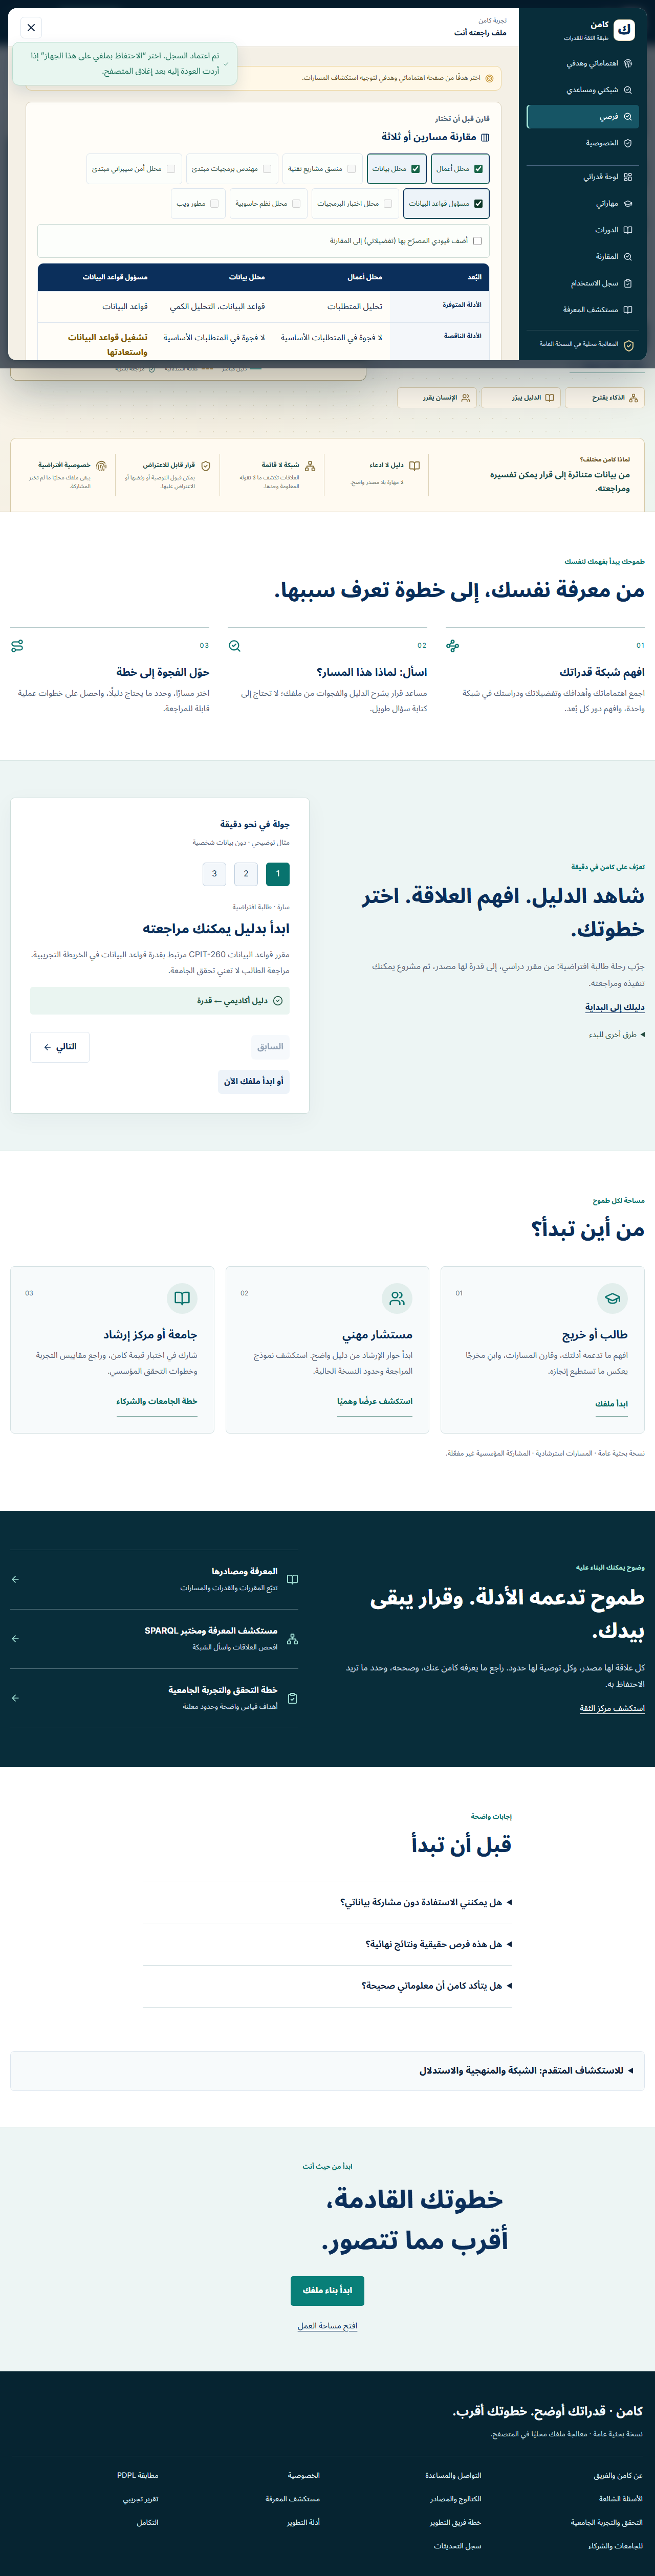 كامن
طبقة الثقة للقدرات
اهتماماتي وهدفي
شبكتي ومساعدي
فرصي
الخصوصية
لوحة قدراتي
مهاراتي
الدورات
المقارنة
سجل الاستخدام
مستكشف المعرفة
المعالجة محلية في النسخة العامة
تجربة كامن
ملف راجعته أنت
تم اعتماد السجل. اختر "الاحتفاظ بملفي على هذا الجهاز" إذا
أردت العودة إليه بعد إغلاق المتصفح.
اختر هدفًا من صفحة اهتماماتي وهدفي لتوجيه استكشاف المسارات.
قارن قبل أن تختار
مقارنة مسارين أو ثلاثة
محلل أعمال
محلل بيانات
منسق مشاريع تقنية
مهندس برمجيات مبتدئ
محلل أمن سيبراني مبتدئ
مسؤول قواعد البيانات
محلل اختبار البرمجيات
محلل نظم حاسوبية
مطور ويب
أضف قيودي المصرّح بها (تفضيلاتي) إلى المقارنة
البُعد محلل أعمال محلل بيانات مسؤول قواعد البيانات
الأدلة المتوفرة تحليل المتطلبات قواعد البيانات، التحليل الكمي قواعد البيانات
الأدلة الناقصة لا فجوة في المتطلبات الأساسية لا فجوة في المتطلبات الأساسية تشغيل قواعد البيانات
واستعادتها
الذكاء يقترح
الدليل يبرّر
الإنسان يقرر
لماذا كامن مختلف؟
من بيانات متناثرة إلى قرار يمكن تفسيره
ومراجعته.
دليل لا ادعاء
لا مهارة بلا مصدر واضح.
شبكة لا قائمة
العلاقات تكشف ما لا تقوله
المعلومة وحدها.
قرار قابل للاعتراض
يمكن قبول التوصية أو رفضها أو
الاعتراض عليها.
خصوصية افتراضية
يبقى ملفك محليًا ما لم تختر
المشاركة.
طموحك يبدأ بفهمك لنفسك
من معرفة نفسك، إلى خطوة تعرف سببها.
01
افهم شبكة قدراتك
اجمع اهتماماتك وأهدافك وتفضيلاتك ودراستك في شبكة
واحدة، وافهم دور كل بُعد.
02
اسأل: لماذا هذا المسار؟
مساعد قرار يشرح الدليل والفجوات من ملفك؛ لا تحتاج إلى
كتابة سؤال طويل.
03
حوّل الفجوة إلى خطة
اختر مسارًا، وحدد ما يحتاج دليلًا، واحصل على خطوات عملية
قابلة للمراجعة.
تعرّف على كامن في دقيقة
شاهد الدليل. افهم العلاقة. اختر
خطوتك.
جرّب رحلة طالبة افتراضية: من مقرر دراسي، إلى قدرة لها مصدر، ثم مشروع يمكنك
تنفيذه ومراجعته.
دليلك إلى البداية
طرق أخرى للبدء
جولة في نحو دقيقة
مثال توضيحي · دون بيانات شخصية
1
2
3
سارة · طالبة افتراضية
ابدأ بدليل يمكنك مراجعته
مقرر قواعد البيانات CPIT-260 مرتبط بقدرة قواعد البيانات في الخريطة التجريبية.
مراجعة الطالب لا تعني تحقق الجامعة.
دليل أكاديمي ← قدرة
السابق
التالي
أو ابدأ ملفك الآن
مساحة لكل طموح
من أين تبدأ؟
01
طالب أو خريج
افهم ما تدعمه أدلتك، وقارن المسارات، وابنِ مخرجًا
يعكس ما تستطيع إنجازه.
ابدأ ملفك
02
مستشار مهني
ابدأ حوار الإرشاد من دليل واضح. استكشف نموذج
المراجعة وحدود النسخة الحالية.
استكشف عرضًا وهميًا
03
جامعة أو مركز إرشاد
شارك في اختبار قيمة كامن، وراجع مقاييس التجربة
وخطوات التحقق المؤسسي.
خطة الجامعات والشركاء
نسخة بحثية عامة · المسارات استرشادية · المشاركة المؤسسية غير مفعّلة.
وضوح يمكنك البناء عليه
طموح تدعمه الأدلة. وقرار يبقى
بيدك.
كل علاقة لها مصدر، وكل توصية لها حدود. راجع ما يعرفه كامن عنك، وصححه، وحدد ما تريد
الاحتفاظ به.
استكشف مركز الثقة
المعرفة ومصادرها
تتبّع المقررات والقدرات والمسارات
مستكشف المعرفة ومختبر SPARQL
افحص العلاقات واسأل الشبكة
خطة التحقق والتجربة الجامعية
أهداف قياس واضحة وحدود معلنة
إجابات واضحة
قبل أن تبدأ
هل يمكنني الاستفادة دون مشاركة بياناتي؟
هل هذه فرص حقيقية ونتائج نهائية؟
هل يتأكد كامن أن معلوماتي صحيحة؟
للاستكشاف المتقدم: الشبكة والمنهجية والاستدلال
ابدأ من حيث أنت
خطوتك القادمة،
أقرب مما تتصور.
ابدأ بناء ملفك
افتح مساحة العمل
كامن · قدراتك أوضح. خطوتك أقرب.
نسخة بحثية عامة · معالجة ملفك محليًا في المتصفح.
عن كامن والفريق
التواصل والمساعدة
الخصوصية
مطابقة PDPL
الأسئلة الشائعة
الكتالوج والمصادر
مستكشف المعرفة
تقرير تجريبي
التحقق والتجربة الجامعية
خطة فريق التطوير
أدلة التطوير
التكامل
للجامعات والشركاء
سجل التحديثات